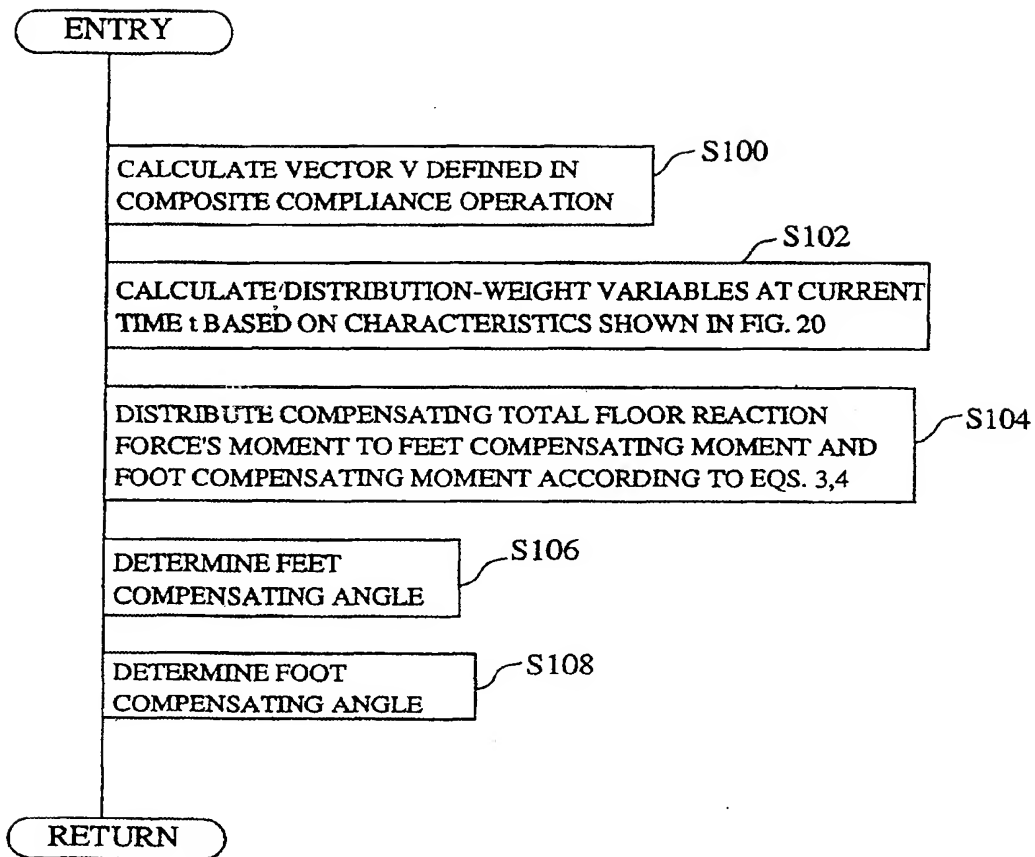 ENTRY
CALCULATE VECTOR V DEFINED IN
COMPOSITE COMPLIANCE OPERATION
S100
S102
CALCULATE DISTRIBUTION-WEIGHT VARIABLES AT CURRENT
TIME t BASED ON CHARACTERISTICS SHOWN IN FIG. 20
DISTRIBUTE COMPENSATING TOTAL FLOOR REACTION
FORCE'S MOMENT TO FEET COMPENSATING MOMENT AND
FOOT COMPENSATING MOMENT ACCORDING TO EQS. 3,4
S104
DETERMINE FEET
COMPENSATING ANGLE
S106
DETERMINE FOOT
COMPENSATING ANGLE
S108
RETURN